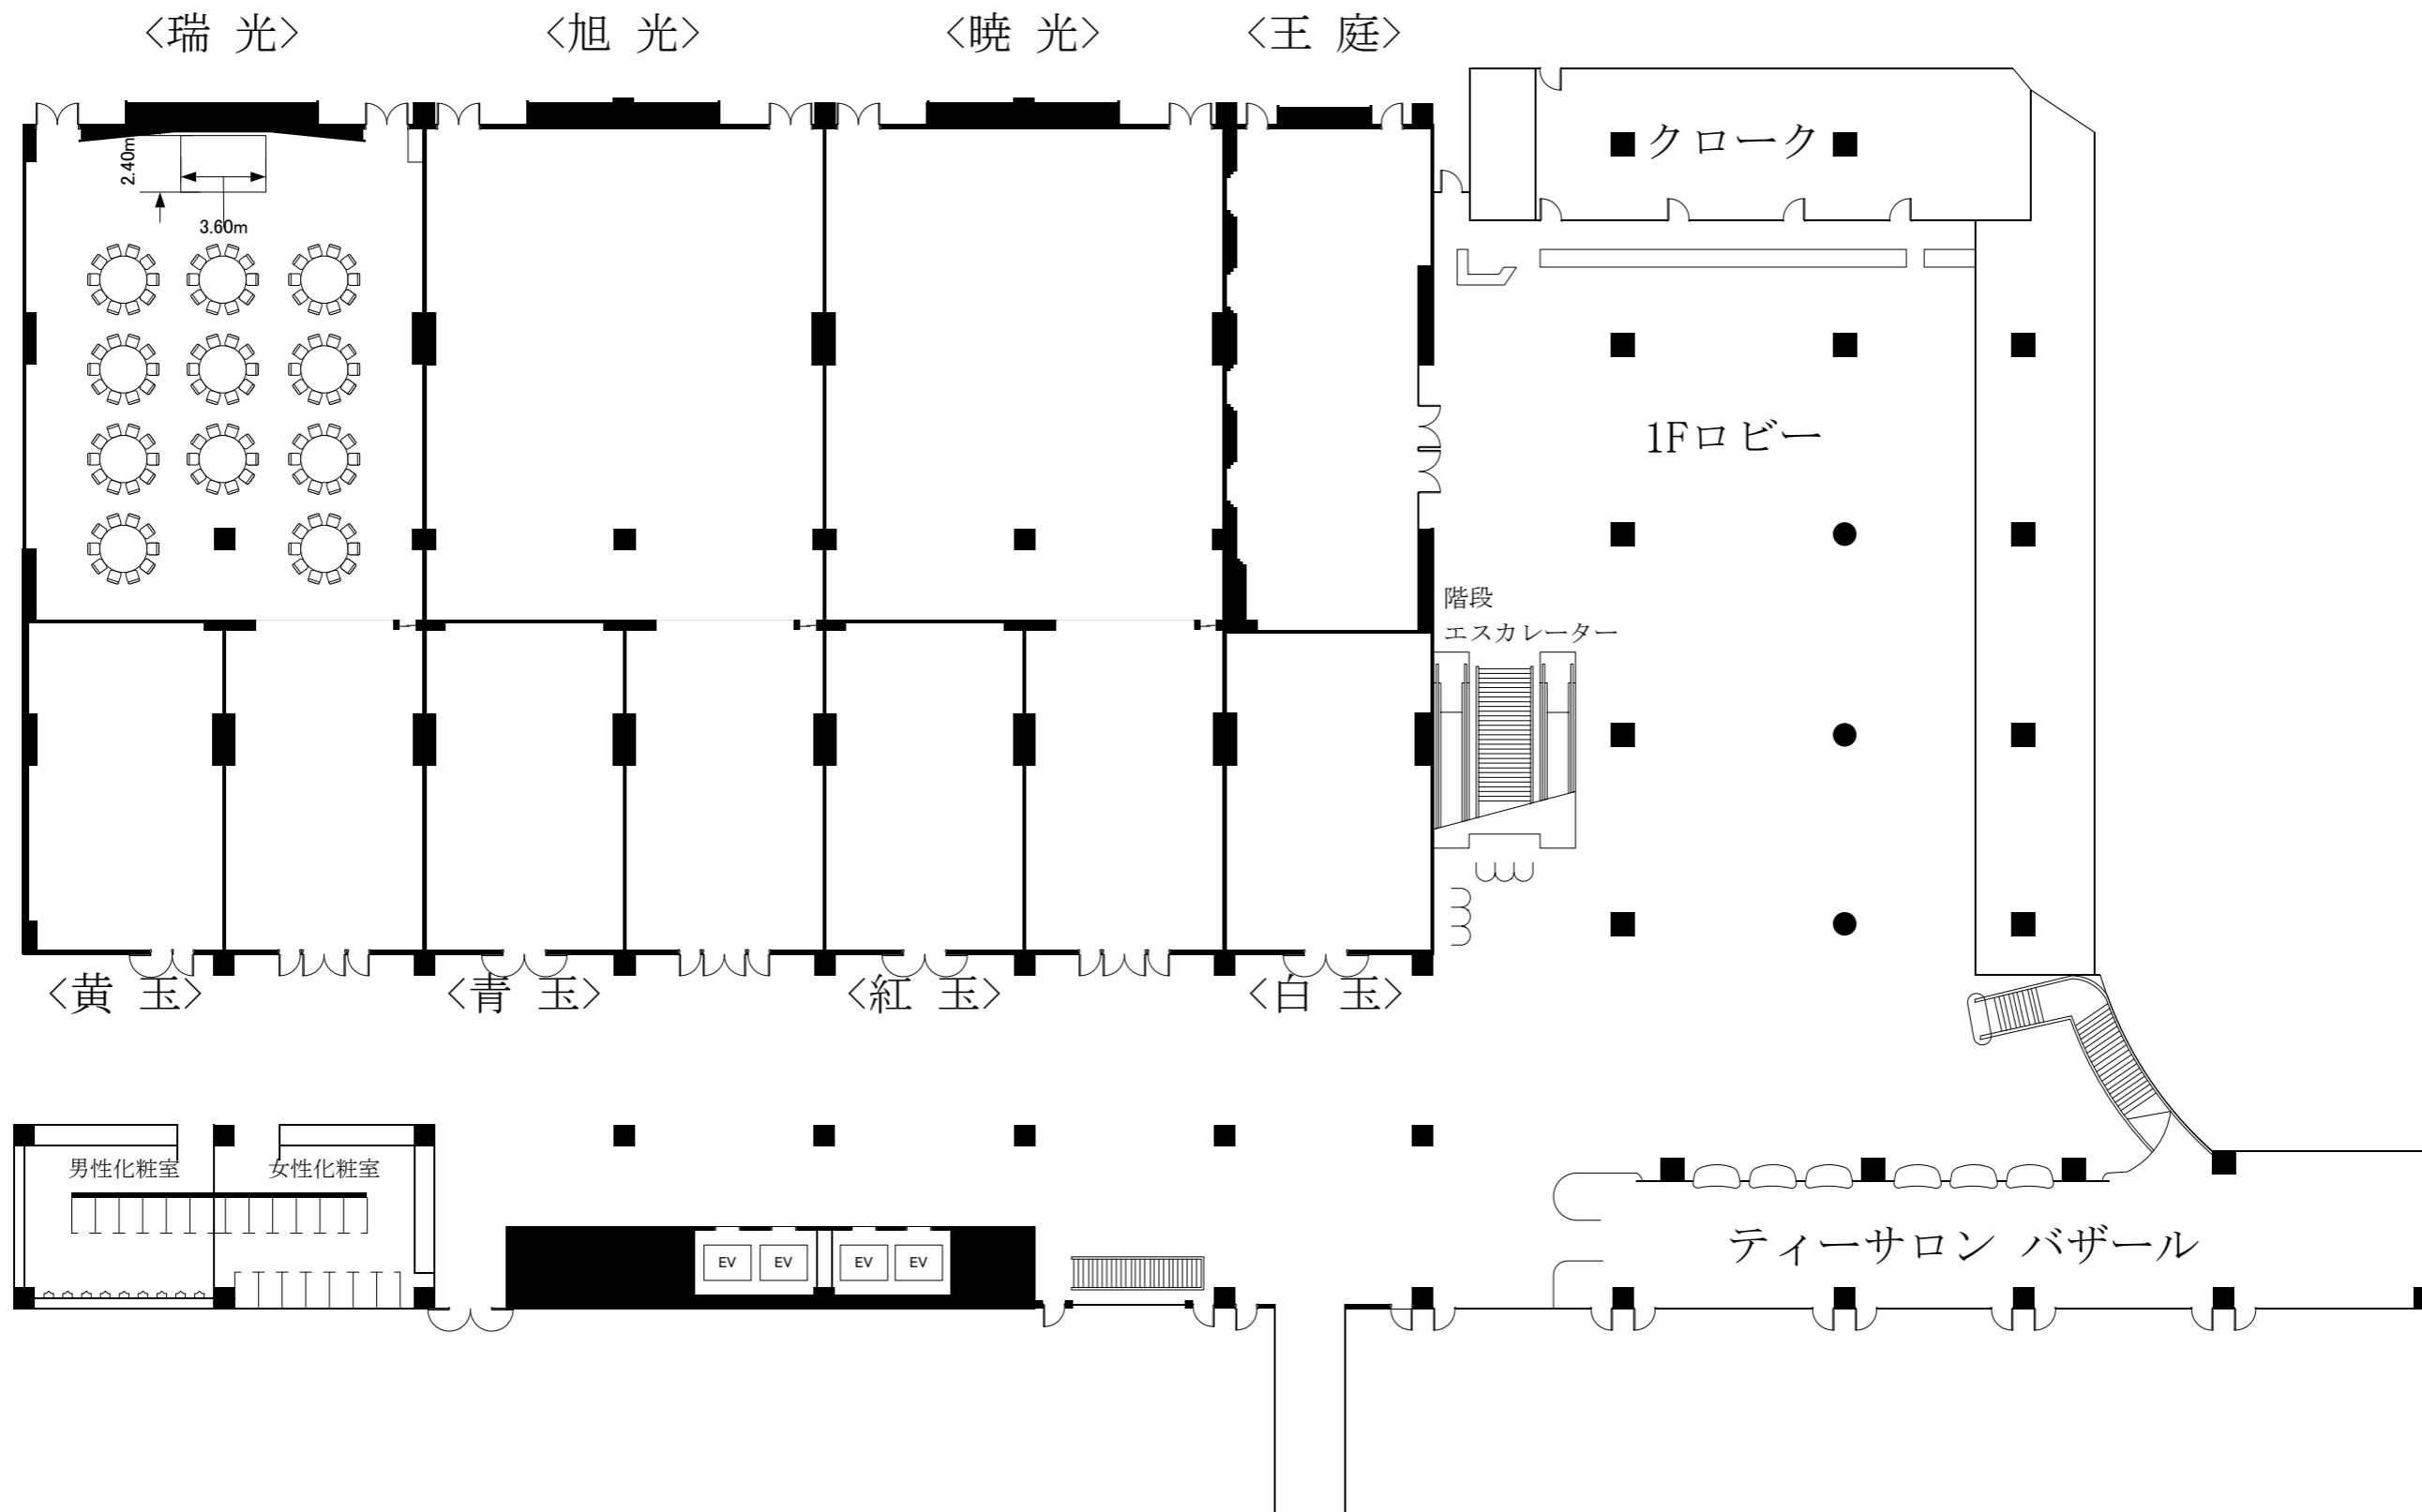 <瑞 光>
<旭 光>
<暁 光>
<王 庭>
2.40m
3.60m
クローク
1Fロビー
階段
エスカレーター
<黄 玉>
<青 玉>
<紅 玉>
<白 玉>
男性化粧室
女性化粧室
EV
EV
EV
EV
ティーサロン バザール